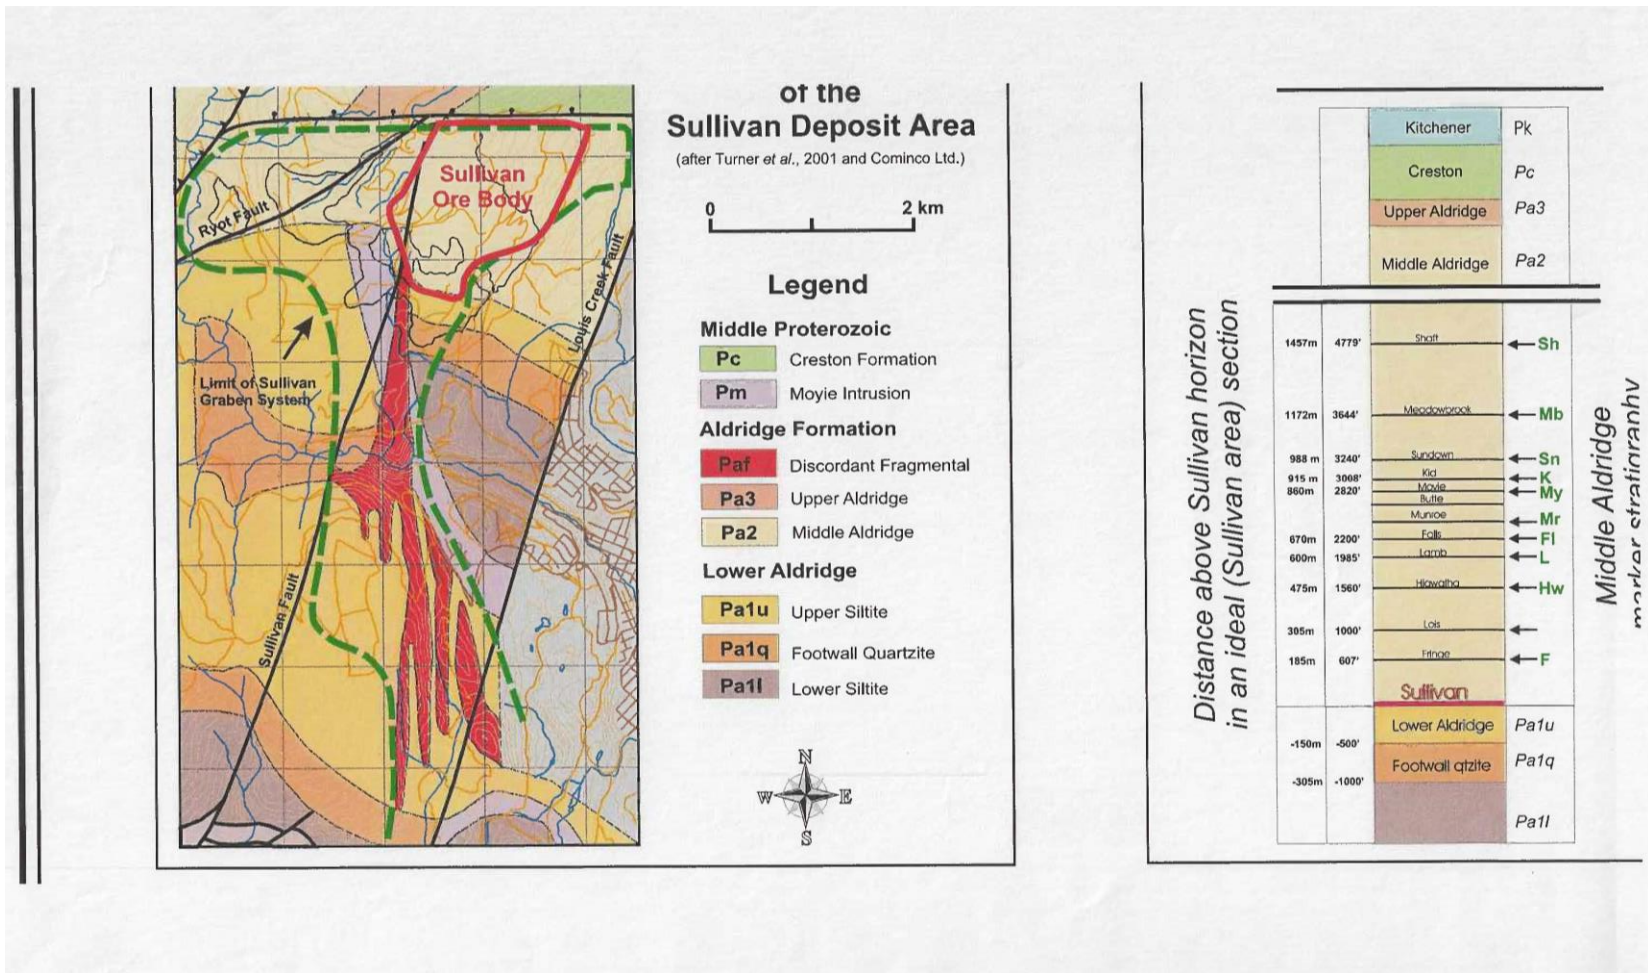 of the
Sullivan Deposit Area
(after Turner et al., 2001 and Cominco Ltd.)
0 2 km
Sullivan
Ore Body
Ryot Fault
Louis Creek Fault
Limit of Sullivan
Graben System
Sullivan Fault
Legend
Middle Proterozoic
Pc Creston Formation
Pm Moyie Intrusion
Aldridge Formation
Paf Discordant Fragmental
Pa3 Upper Aldridge
Pa2 Middle Aldridge
Lower Aldridge
Pa1u Upper Siltite
Pa1q Footwall Quartzite
Pa1l Lower Siltite
N
W E
S
Distance above Sullivan horizon
in an ideal (Sullivan area) section
Kitchener Pk
Creston Pc
Upper Aldridge Pa3
Middle Aldridge Pa2
1457m 4779' Shaft Sh
1172m 3644' Meadowbrook Mb
988 m 3240' Sundown Sn
915 m 3008' Kid K
860m 2820' Moyie My
Butte
Munroe Mr
670m 2200' Falls Fl
600m 1985' Lamb L
475m 1560' Hiawatha Hw
305m 1000' Lois
185m 607' Fringe F
Sullivan
Lower Aldridge Pa1u
-150m -500'
Footwall qtzite Pa1q
-305m -1000'
Pa1l
Middle Aldridge
marker stratigraphy